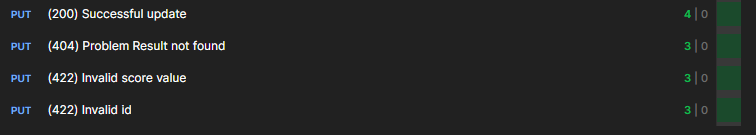 PUT (200) Successful update 4 | 0
PUT (404) Problem Result not found 3 | 0
PUT (422) Invalid score value 3 | 0
PUT (422) Invalid id 3 | 0